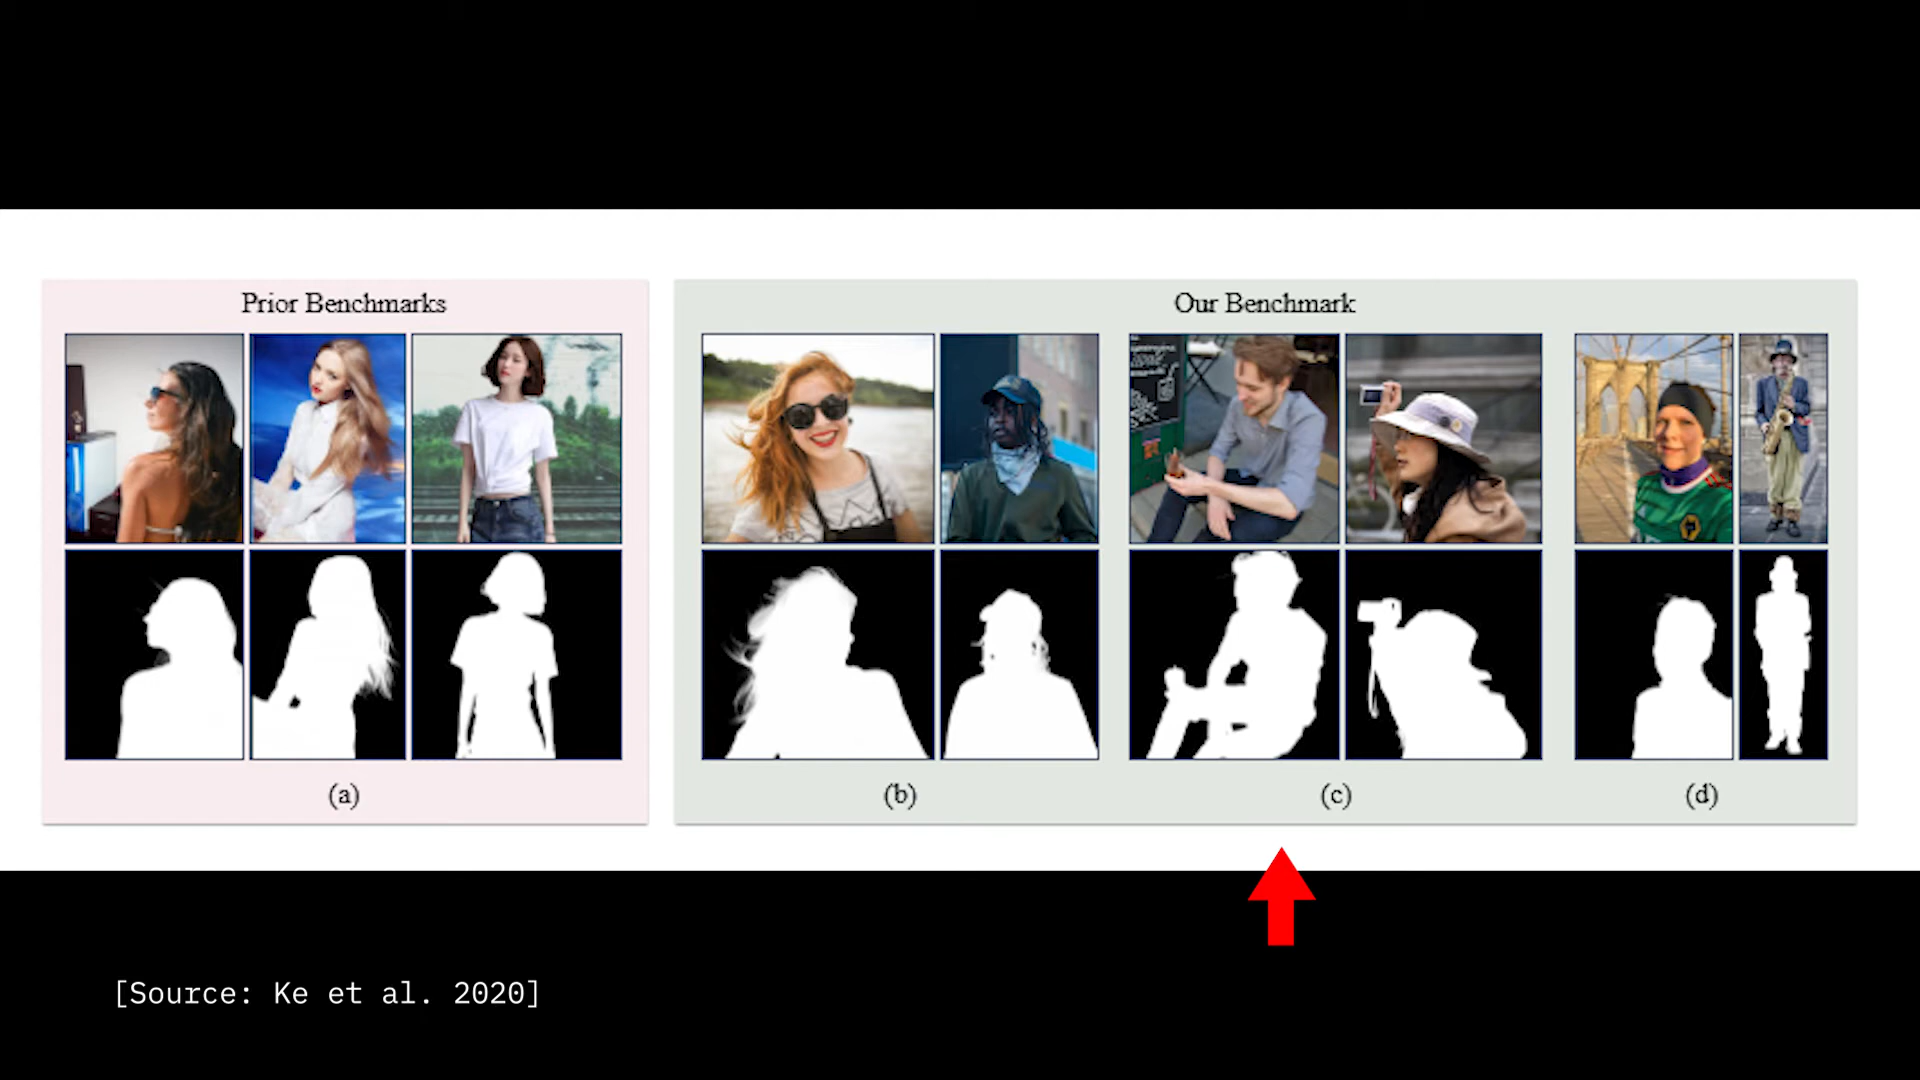 Prior Benchmarks
Our Benchmark
(a)
(b)
(c)
(d)
[Source: Ke et al. 2020]